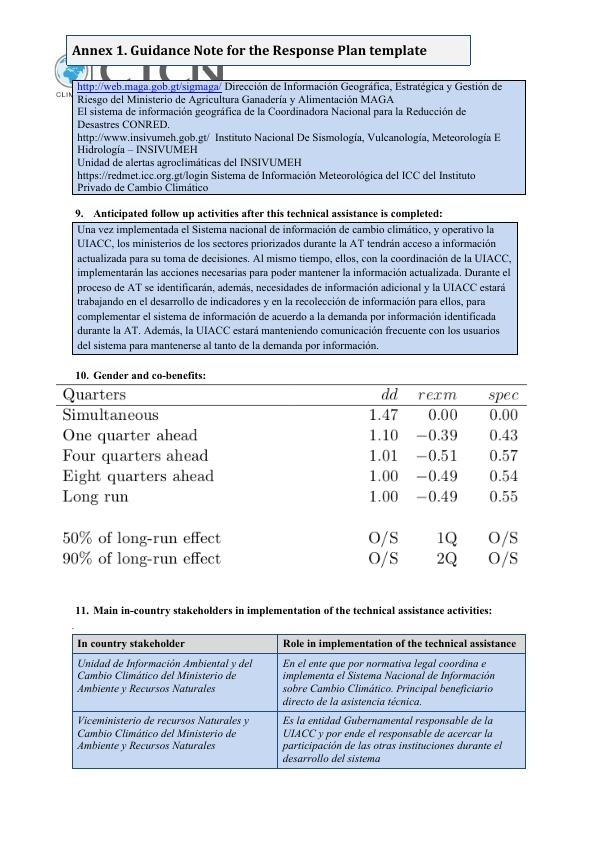 Annex 1. Guidance Note for the Response Plan template
http://web.maga.gob.gt/sigmaga/ Dirección de Información Geográfica, Estratégica y Gestión de
Riesgo del Ministerio de Agricultura Ganadería y Alimentación MAGA
El sistema de información geográfica de la Coordinadora Nacional para la Reducción de
Desastres CONRED.
http://www.insivumeh.gob.gt/ Instituto Nacional De Sismología, Vulcanología, Meteorología E
Hidrología – INSIVUMEH
Unidad de alertas agroclimáticas del INSIVUMEH
https://redmet.icc.org.gt/login Sistema de Información Meteorológica del ICC del Instituto
Privado de Cambio Climático
9. Anticipated follow up activities after this technical assistance is completed:
Una vez implementada el Sistema nacional de información de cambio climático, y operativo la
UIACC, los ministerios de los sectores priorizados durante la AT tendrán acceso a información
actualizada para su toma de decisiones. Al mismo tiempo, ellos, con la coordinación de la UIACC,
implementarán las acciones necesarias para poder mantener la información actualizada. Durante el
proceso de AT se identificarán, además, necesidades de información adicional y la UIACC estará
trabajando en el desarrollo de indicadores y en la recolección de información para ellos, para
complementar el sistema de información de acuerdo a la demanda por información identificada
durante la AT. Además, la UIACC estará manteniendo comunicación frecuente con los usuarios
del sistema para mantenerse al tanto de la demanda por información.
10. Gender and co-benefits:
Quarters dd rexm spec
Simultaneous 1.47 0.00 0.00
One quarter ahead 1.10 −0.39 0.43
Four quarters ahead 1.01 −0.51 0.57
Eight quarters ahead 1.00 −0.49 0.54
Long run 1.00 −0.49 0.55
50% of long-run effect O/S 1Q O/S
90% of long-run effect O/S 2Q O/S
11. Main in-country stakeholders in implementation of the technical assistance activities:
.
In country stakeholder Role in implementation of the technical assistance
Unidad de Información Ambiental y del
Cambio Climático del Ministerio de
Ambiente y Recursos Naturales
En el ente que por normativa legal coordina e
implementa el Sistema Nacional de Información
sobre Cambio Climático. Principal beneficiario
directo de la asistencia técnica.
Viceministerio de recursos Naturales y
Cambio Climático del Ministerio de
Ambiente y Recursos Naturales
Es la entidad Gubernamental responsable de la
UIACC y por ende el responsable de acercar la
participación de las otras instituciones durante el
desarrollo del sistema